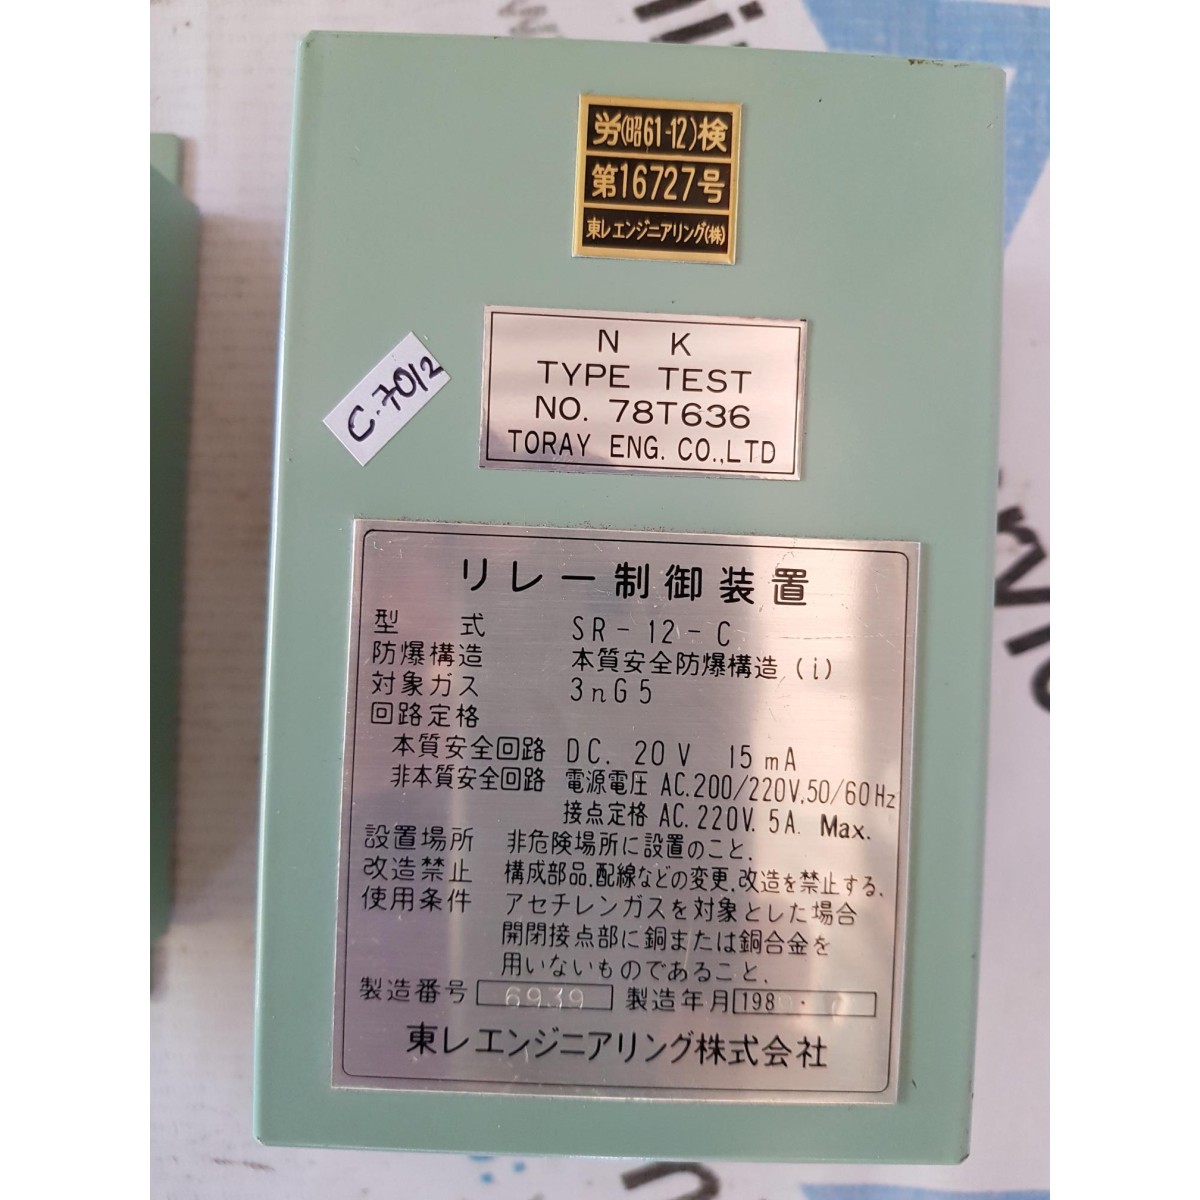 労(昭61-12)検
第16727号
東レエンジニアリング(株)
N K
TYPE TEST
NO. 78T636
TORAY ENG. CO.,LTD
C-7012
リレー制御装置
型式 SR-12-C
防爆構造 本質安全防爆構造(i)
対象ガス 3nG5
回路定格
本質安全回路 DC. 20V 15mA
非本質安全回路 電源電圧 AC.200/220V,50/60Hz
接点定格 AC. 220V. 5A. Max.
設置場所 非危険場所に設置のこと.
改造禁止 構成部品.配線などの変更.改造を禁止する.
使用条件 アセチレンガスを対象とした場合
開閉接点部に銅または銅合金を
用いないものであること.
製造番号 6939 製造年月 198 ·
東レエンジニアリング株式会社